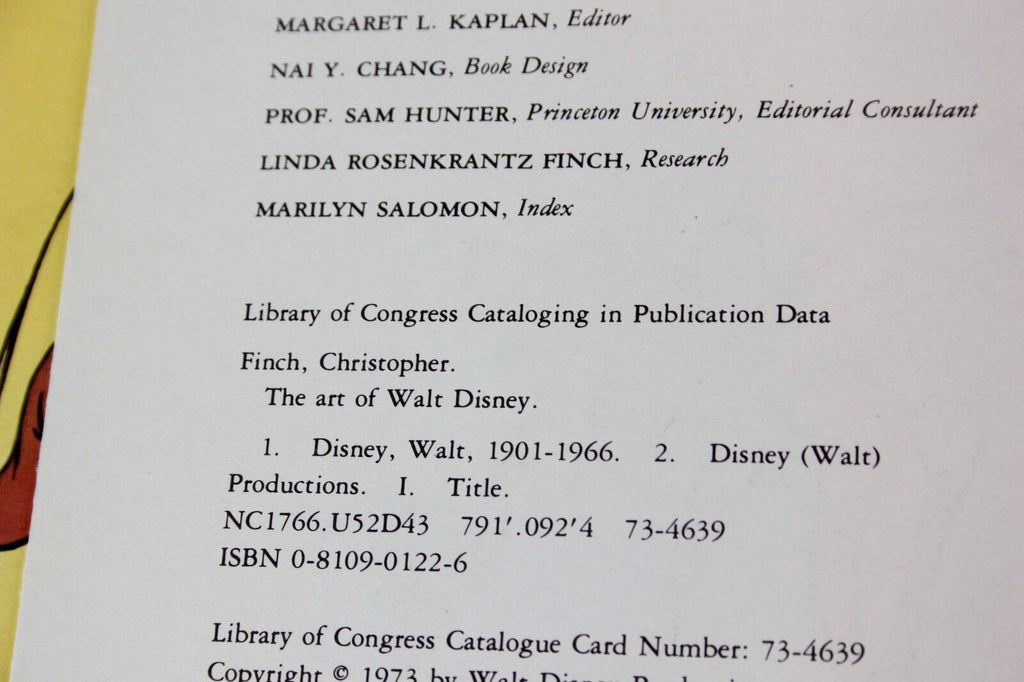 MARGARET L. KAPLAN, Editor
NAI Y. CHANG, Book Design
PROF. SAM HUNTER, Princeton University, Editorial Consultant
LINDA ROSENKRANTZ FINCH, Research
MARILYN SALOMON, Index
Library of Congress Cataloging in Publication Data
Finch, Christopher.
The art of Walt Disney.
1. Disney, Walt, 1901-1966. 2. Disney (Walt)
Productions. I. Title.
NC1766.U52D43 791'.092'4 73-4639
ISBN 0-8109-0122-6
Library of Congress Catalogue Card Number: 73-4639
Copyright © 1973 by Walt Disney